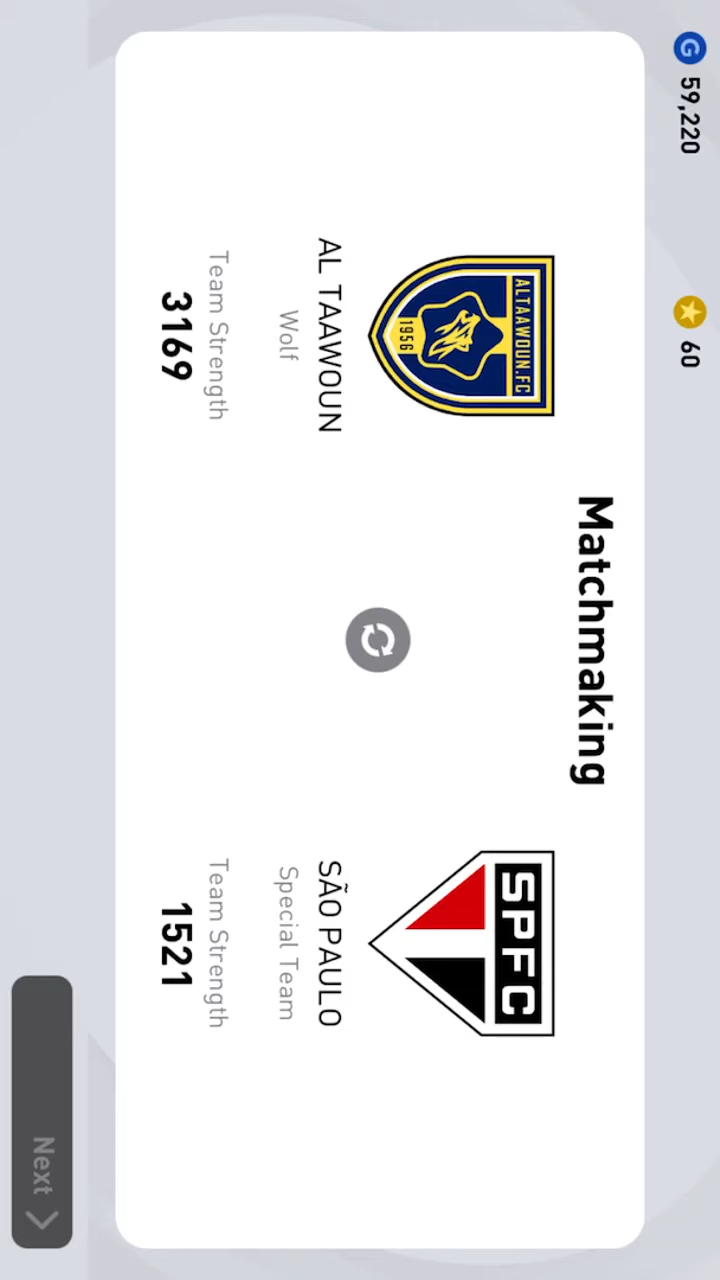 59,220
60
Matchmaking
ALTAAWOUN.FC
1956
AL TAAWOUN
Wolf
Team Strength
3169
SPFC
SÃO PAULO
Special Team
Team Strength
1521
Next